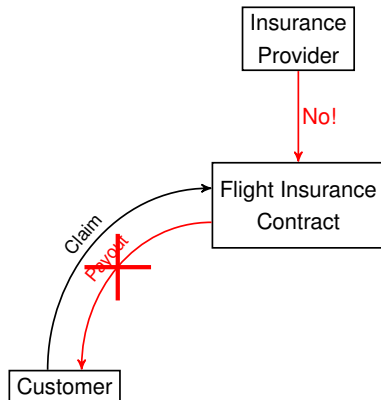 Insurance
Provider
No!
Flight Insurance
Contract
Claim
Payout
Customer